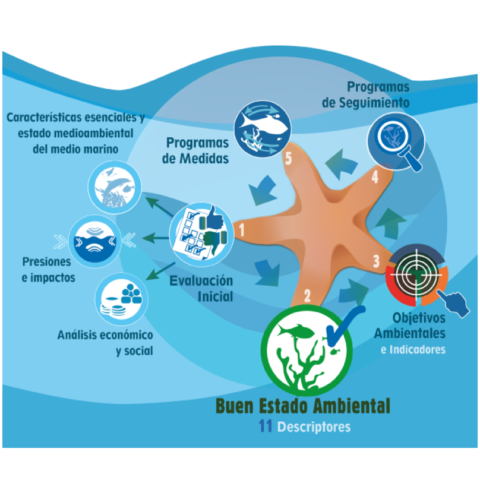 Programas
de Seguimiento
Características esenciales y
estado medioambiental
del medio marino
Programas
de Medidas
5
4
1
Presiones
e impactos
Evaluación
Inicial
3
2
Objetivos
Ambientales
e Indicadores
Análisis económico
y social
Buen Estado Ambiental
11 Descriptores